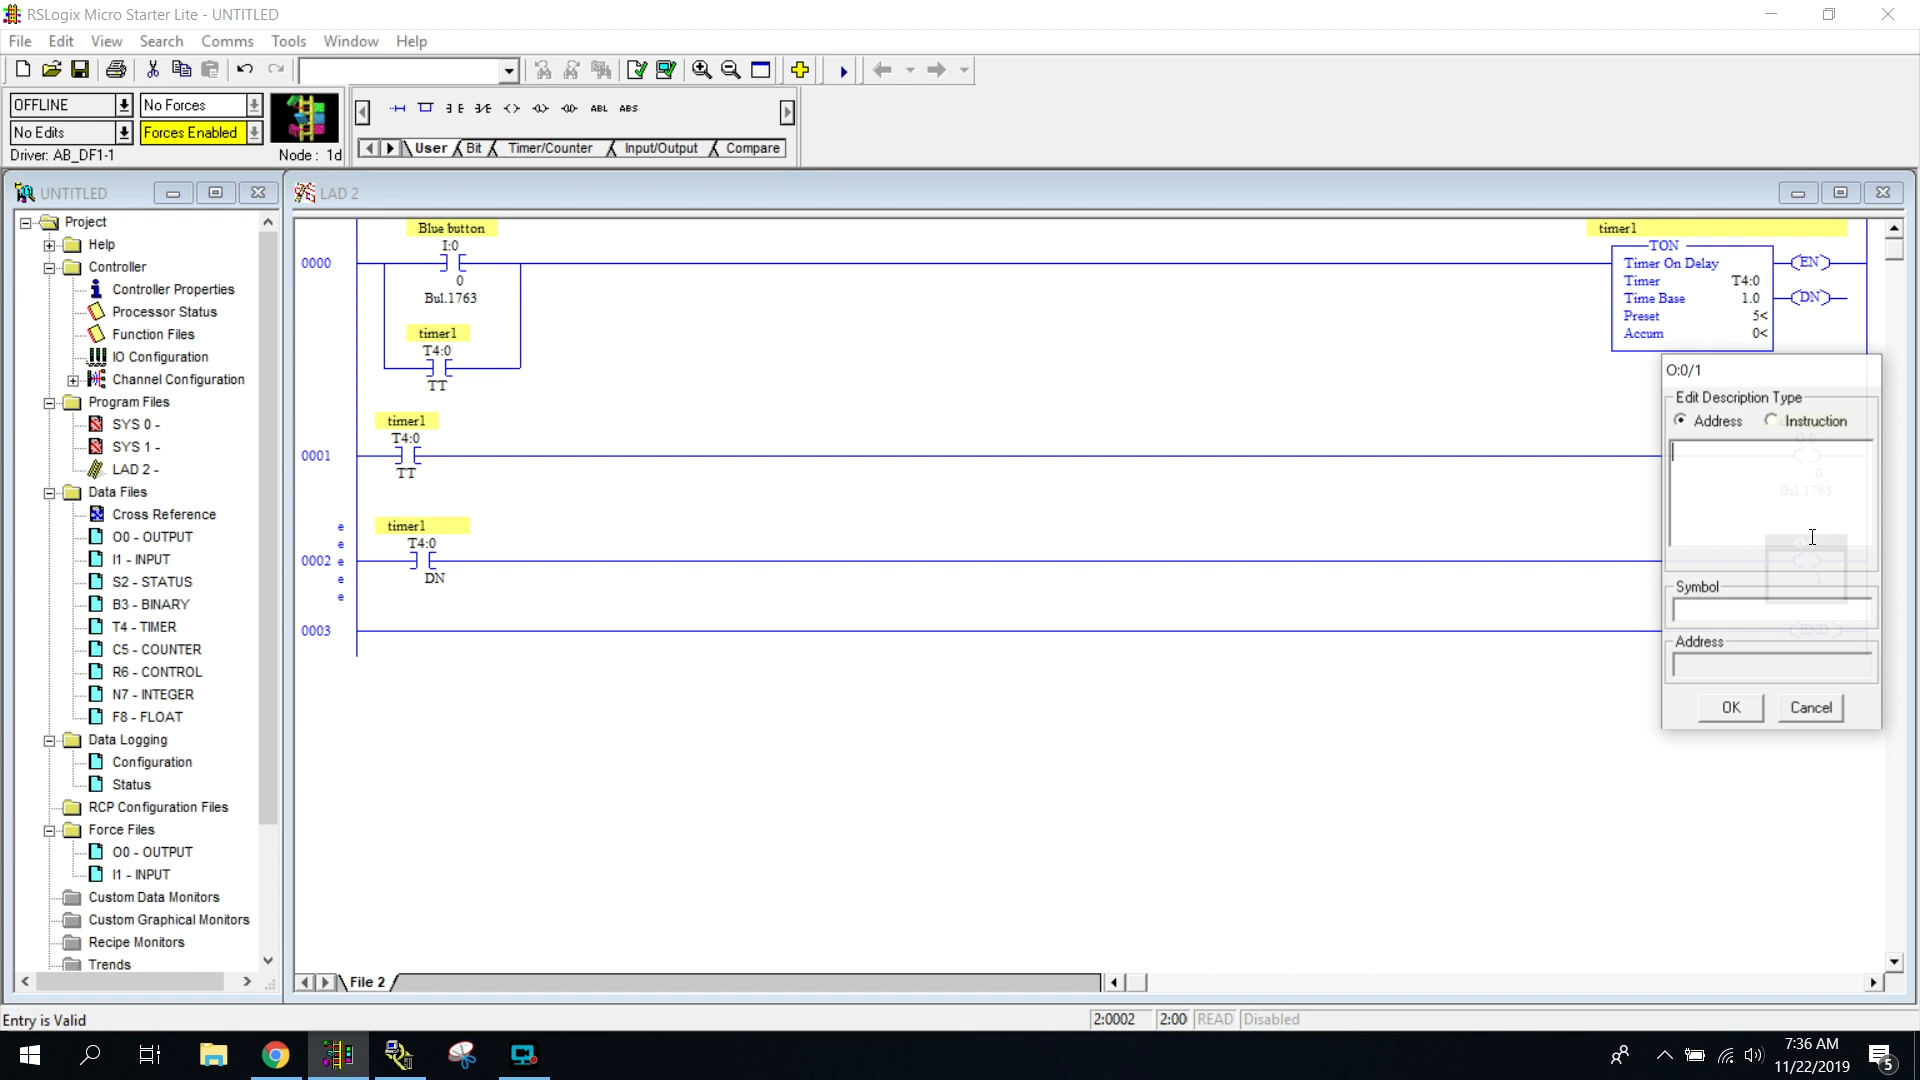 RSLogix Micro Starter Lite - UNTITLED
File Edit View Search Comms Tools Window Help
OFFLINE No Forces
No Edits Forces Enabled
Driver: AB_DF1-1 Node : 1d
ABL ABS
User Bit Timer/Counter Input/Output Compare
UNTITLED
Project
Help
Controller
Controller Properties
Processor Status
Function Files
IO Configuration
Channel Configuration
Program Files
SYS 0 -
SYS 1 -
LAD 2 -
Data Files
Cross Reference
O0 - OUTPUT
I1 - INPUT
S2 - STATUS
B3 - BINARY
T4 - TIMER
C5 - COUNTER
R6 - CONTROL
N7 - INTEGER
F8 - FLOAT
Data Logging
Configuration
Status
RCP Configuration Files
Force Files
O0 - OUTPUT
I1 - INPUT
Custom Data Monitors
Custom Graphical Monitors
Recipe Monitors
Trends
LAD 2
Blue button
I:0
0000
0
Bul.1763
timer1
T4:0
TT
timer1
TON
Timer On Delay
Timer T4:0
Time Base 1.0
Preset 5<
Accum 0<
EN
DN
timer1
T4:0
0001
TT
0
Bul.1763
timer1
T4:0
0002
DN
e
e
e
e
e
0003
END
O:0/1
Edit Description Type
Address Instruction
Symbol
Address
OK Cancel
File 2
Entry is Valid 2:0002 2:00 READ Disabled
7:36 AM
11/22/2019
5